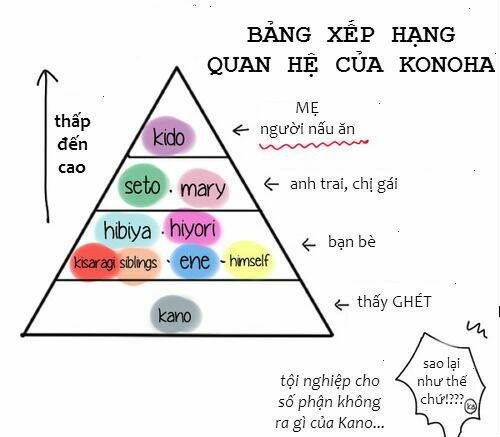 BẢNG XẾP HẠNG
QUAN HỆ CỦA KONOHA
thấp
đến
cao
MẸ
kido ← người nấu ăn
seto . mary ← anh trai, chị gái
hibiya . hiyori
← bạn bè
kisaragi siblings . ene - himself
kano ← thấy GHÉT
sao lại
như thế
chứ!???
tội nghiệp cho
số phận không
ra gì của Kano...